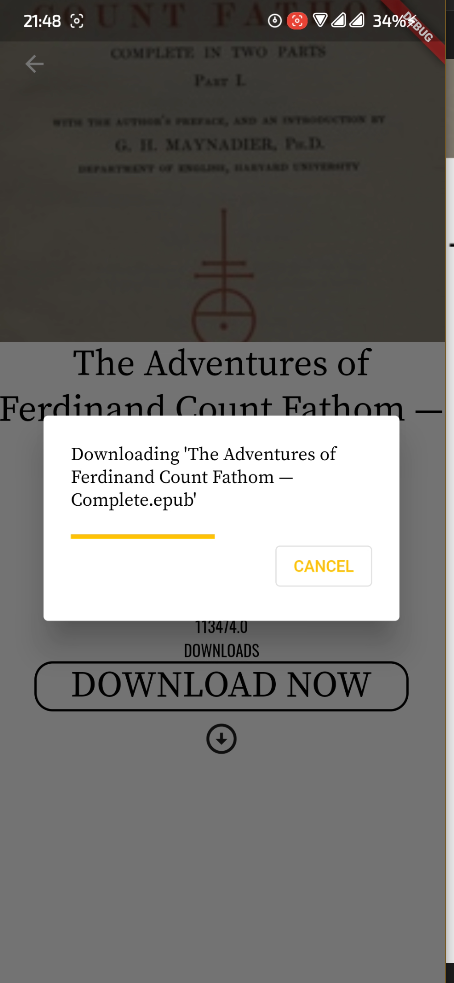 21:48
34%
DEBUG
COUNT FATHOM
COMPLETE IN TWO PARTS
PART I.
WITH THE AUTHOR'S PREFACE, AND AN INTRODUCTION BY
G. H. MAYNADIER, PH.D.
DEPARTMENT OF ENGLISH, HARVARD UNIVERSITY
The Adventures of
Ferdinand Count Fathom —
Downloading 'The Adventures of
Ferdinand Count Fathom —
Complete.epub'
CANCEL
113474.0
DOWNLOADS
DOWNLOAD NOW